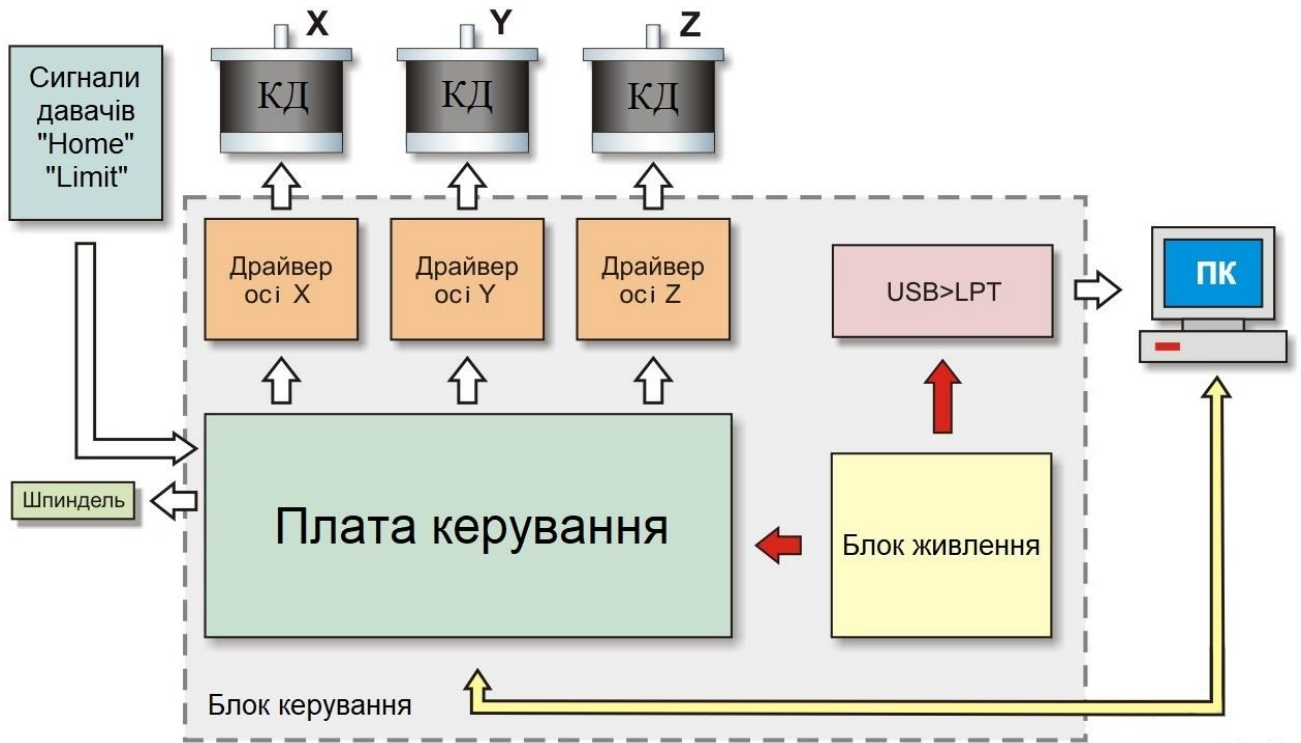 X
Y
Z
Сигнали
давачів
"Home"
"Limit"
КД
КД
КД
Драйвер
осі X
Драйвер
осі Y
Драйвер
осі Z
USB>LPT
ПК
Шпиндель
Плата керування
Блок живлення
Блок керування